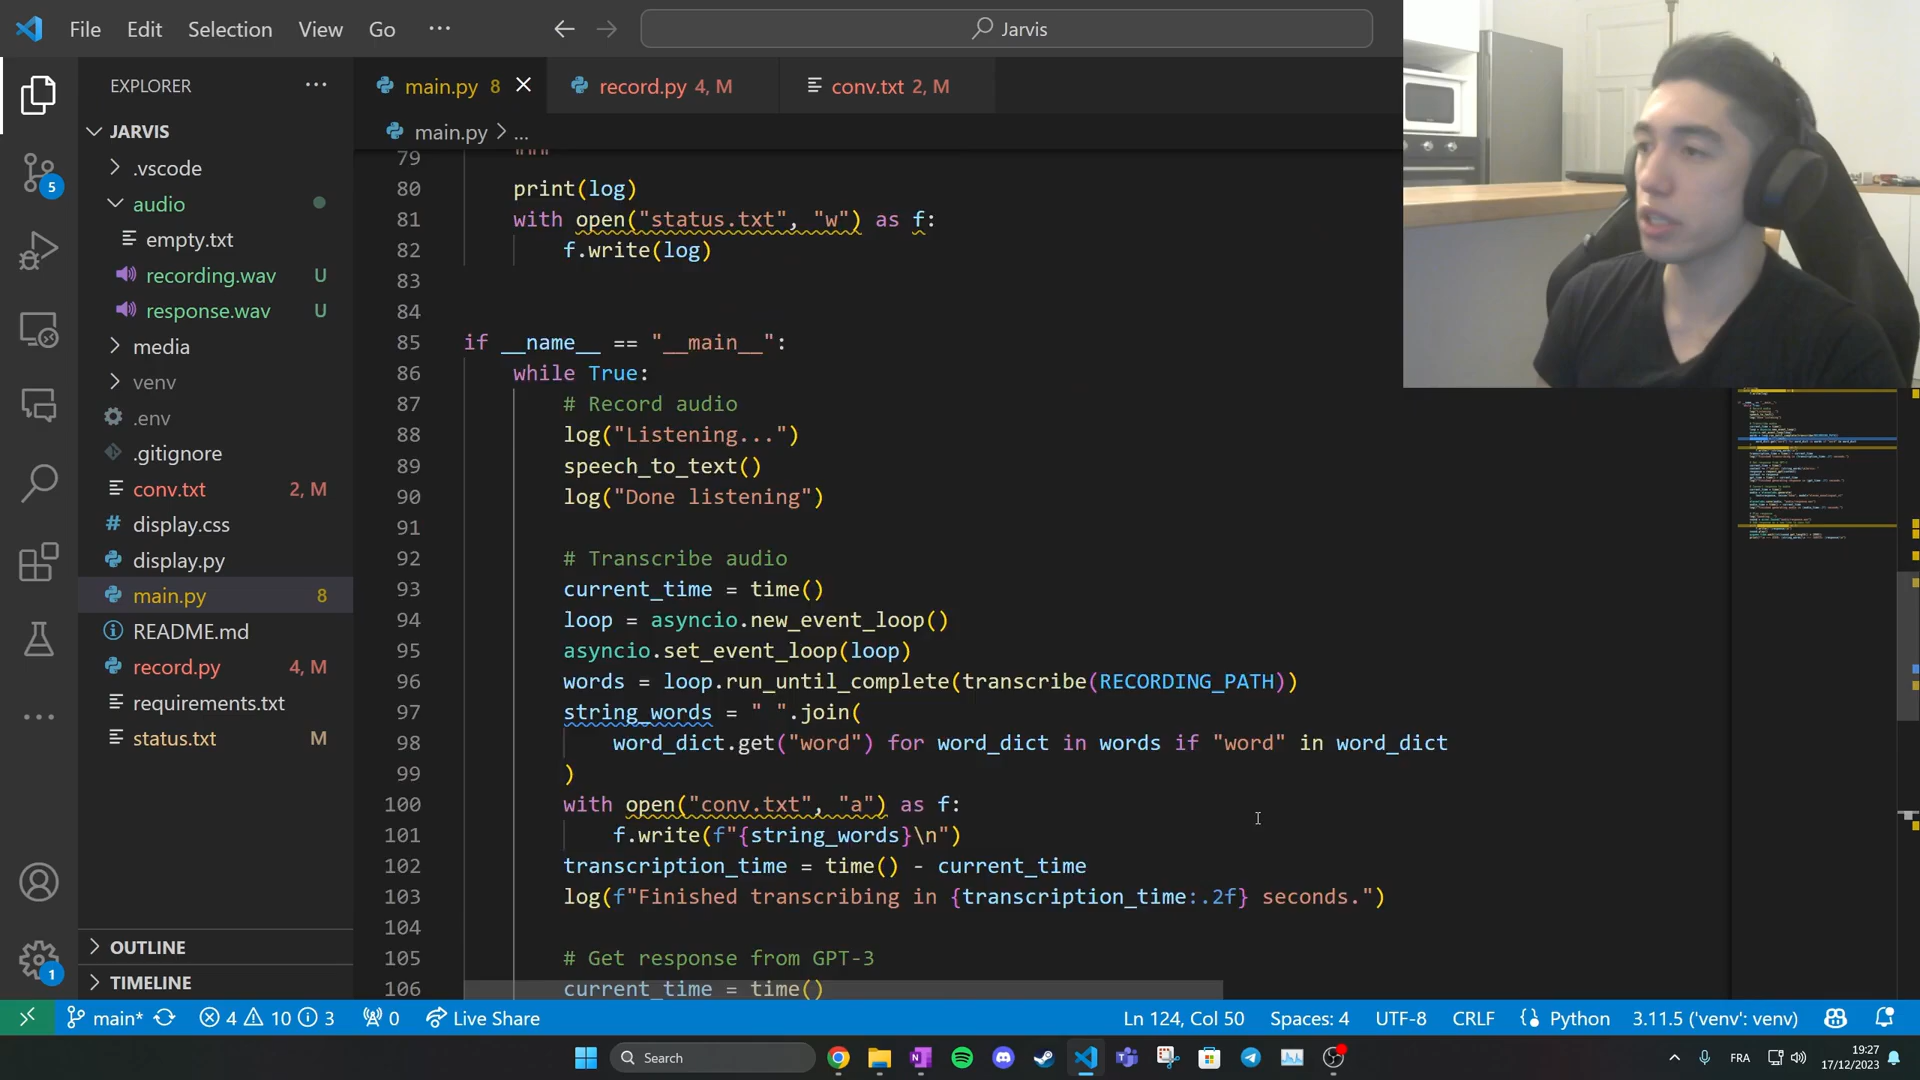 File Edit Selection View Go ··· Jarvis
EXPLORER ···
JARVIS
.vscode
audio
empty.txt
recording.wav U
response.wav U
media
venv
.env
.gitignore
conv.txt 2, M
display.css
display.py
main.py 8
README.md
record.py 4, M
requirements.txt
status.txt M
OUTLINE
TIMELINE
main.py 8 record.py 4, M conv.txt 2, M
main.py > ...
79 """
80 print(log)
81 with open("status.txt", "w") as f:
82 f.write(log)
83
84
85 if __name__ == "__main__":
86 while True:
87 # Record audio
88 log("Listening...")
89 speech_to_text()
90 log("Done listening")
91
92 # Transcribe audio
93 current_time = time()
94 loop = asyncio.new_event_loop()
95 asyncio.set_event_loop(loop)
96 words = loop.run_until_complete(transcribe(RECORDING_PATH))
97 string_words = " ".join(
98 word_dict.get("word") for word_dict in words if "word" in word_dict
99 )
100 with open("conv.txt", "a") as f:
101 f.write(f"{string_words}\n")
102 transcription_time = time() - current_time
103 log(f"Finished transcribing in {transcription_time:.2f} seconds.")
104
105 # Get response from GPT-3
106 current_time = time()
5
1
main* 4 10 3 0 Live Share Ln 124, Col 50 Spaces: 4 UTF-8 CRLF Python 3.11.5 ('venv': venv)
Search FRA 19:27
17/12/2023